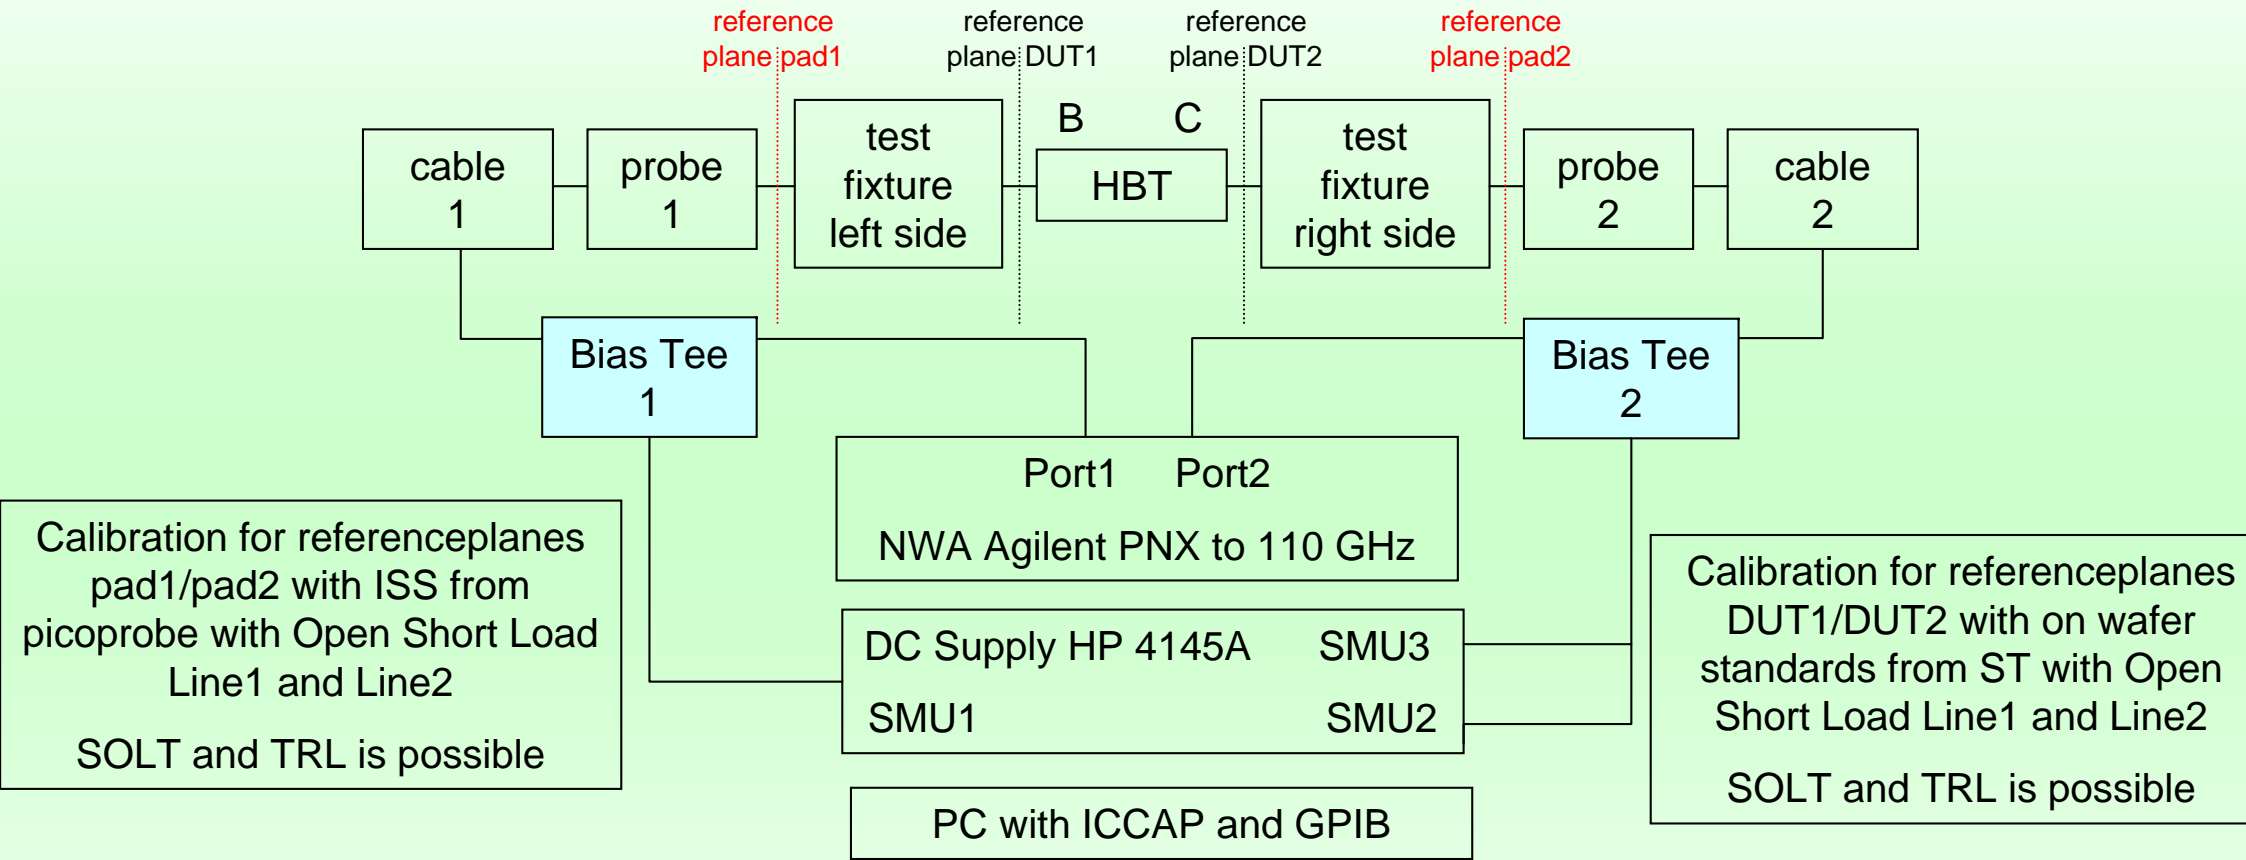 reference
plane pad1
reference
plane DUT1
reference
plane DUT2
reference
plane pad2
cable
1
probe
1
test
fixture
left side
B
C
HBT
test
fixture
right side
probe
2
cable
2
Bias Tee
1
Bias Tee
2
Port1 Port2
NWA Agilent PNX to 110 GHz
Calibration for referenceplanes
pad1/pad2 with ISS from
picoprobe with Open Short Load
Line1 and Line2
SOLT and TRL is possible
DC Supply HP 4145A SMU3
SMU1 SMU2
Calibration for referenceplanes
DUT1/DUT2 with on wafer
standards from ST with Open
Short Load Line1 and Line2
SOLT and TRL is possible
PC with ICCAP and GPIB